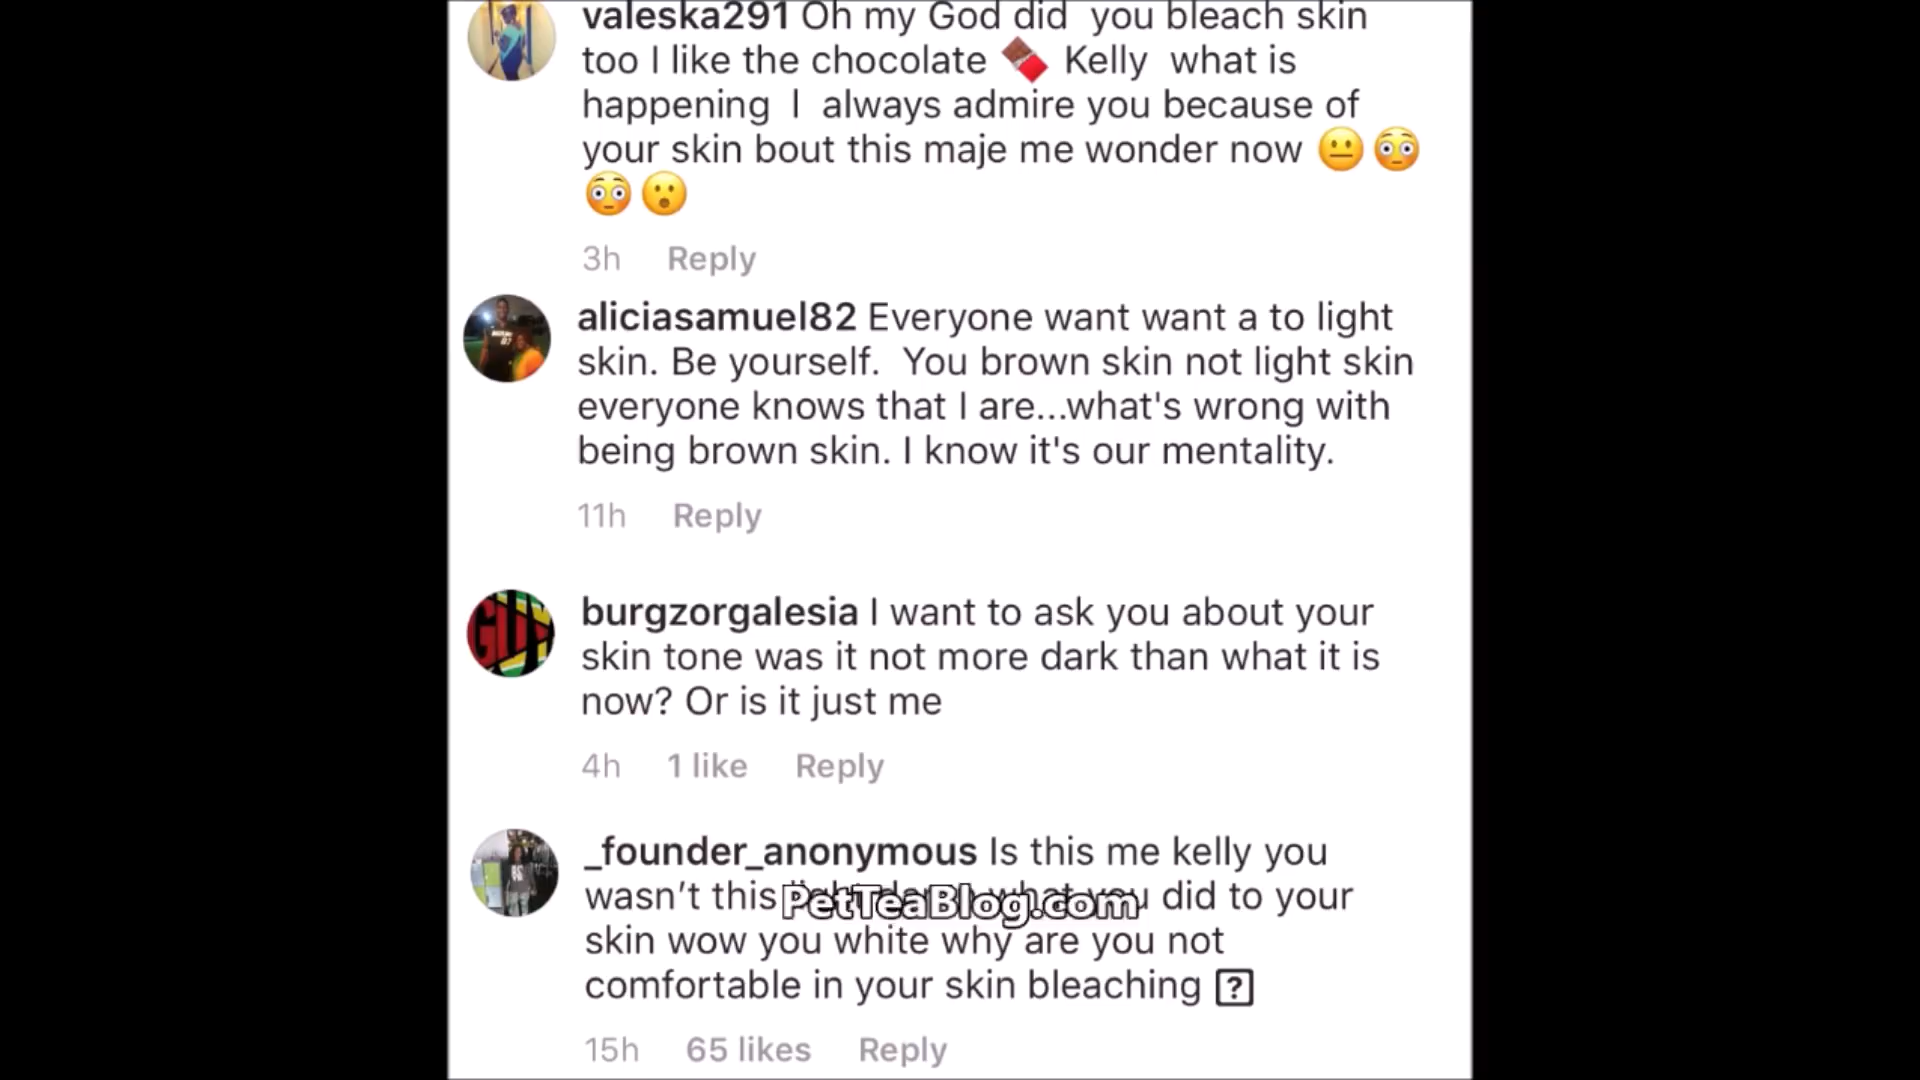 valeska291 Oh my God did you bleach skin
too I like the chocolate 🍫 Kelly what is
happening I always admire you because of
your skin bout this maje me wonder now 😐 😳
😳 😮
3h Reply
aliciasamuel82 Everyone want want a to light
skin. Be yourself. You brown skin not light skin
everyone knows that I are...what's wrong with
being brown skin. I know it's our mentality.
11h Reply
burgzorgalesia I want to ask you about your
skin tone was it not more dark than what it is
now? Or is it just me
4h 1 like Reply
_founder_anonymous Is this me kelly you
wasn't this what you did to your
PetTeaBlog.com
skin wow you white why are you not
comfortable in your skin bleaching ?
15h 65 likes Reply